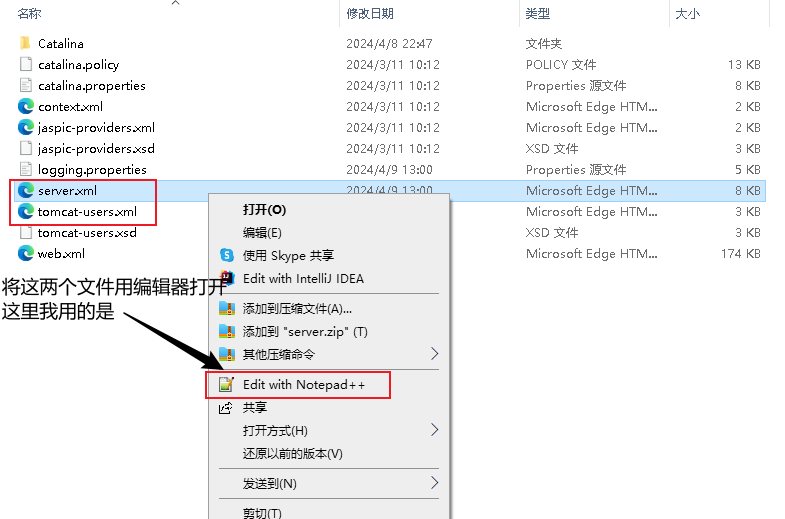 名称 修改日期 类型 大小
Catalina 2024/4/8 22:47 文件夹
catalina.policy 2024/3/11 10:12 POLICY 文件 13 KB
catalina.properties 2024/3/11 10:12 Properties 源文件 8 KB
context.xml 2024/3/11 10:12 Microsoft Edge HTM... 2 KB
jaspic-providers.xml 2024/3/11 10:12 Microsoft Edge HTM... 2 KB
jaspic-providers.xsd 2024/3/11 10:12 XSD 文件 3 KB
logging.properties 2024/4/9 13:00 Properties 源文件 5 KB
server.xml 2024/4/9 13:00 Microsoft Edge HTM... 8 KB
tomcat-users.xml Microsoft Edge HTM... 3 KB
tomcat-users.xsd XSD 文件 3 KB
web.xml Microsoft Edge HTM... 174 KB
打开(O)
编辑(E)
使用 Skype 共享
Edit with IntelliJ IDEA
将这两个文件用编辑器打开
这里我用的是
添加到压缩文件(A)...
添加到 "server.zip" (T)
其他压缩命令
Edit with Notepad++
共享
打开方式(H)
还原以前的版本(V)
发送到(N)
剪切(T)